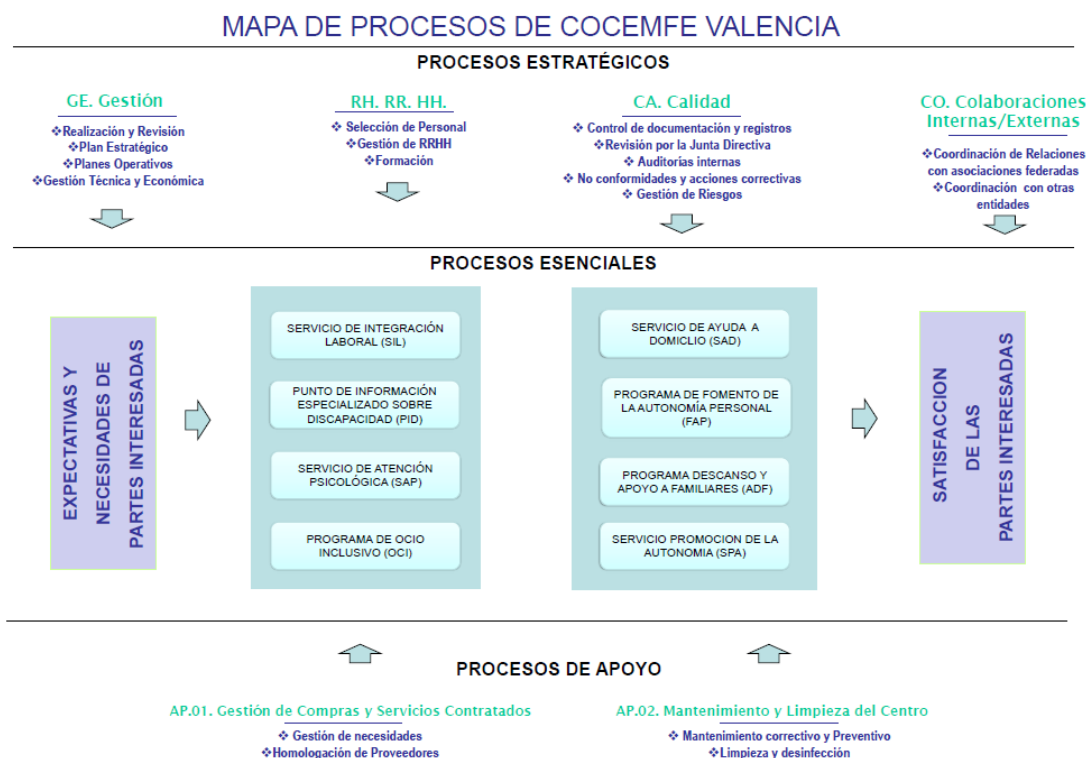 MAPA DE PROCESOS DE COCEMFE VALENCIA
PROCESOS ESTRATÉGICOS
GE. Gestión
❖Realización y Revisión
❖Plan Estratégico
❖Planes Operativos
❖Gestión Técnica y Económica
RH. RR. HH.
❖ Selección de Personal
❖Gestión de RRHH
❖Formación
CA. Calidad
❖ Control de documentación y registros
❖Revisión por la Junta Directiva
❖ Auditorias internas
❖ No conformidades y acciones correctivas
❖ Gestión de Riesgos
CO. Colaboraciones
Internas/Externas
❖Coordinación de Relaciones
con asociaciones federadas
❖Coordinación con otras
entidades
PROCESOS ESENCIALES
EXPECTATIVAS Y
NECESIDADES DE
PARTES INTERESADAS
SERVICIO DE INTEGRACIÓN
LABORAL (SIL)
PUNTO DE INFORMACIÓN
ESPECIALIZADO SOBRE
DISCAPACIDAD (PID)
SERVICIO DE ATENCIÓN
PSICOLÓGICA (SAP)
PROGRAMA DE OCIO
INCLUSIVO (OCI)
SERVICIO DE AYUDA A
DOMICLIO (SAD)
PROGRAMA DE FOMENTO DE
LA AUTONOMÍA PERSONAL
(FAP)
PROGRAMA DESCANSO Y
APOYO A FAMILIARES (ADF)
SERVICIO PROMOCION DE LA
AUTONOMIA (SPA)
SATISFACCION
DE LAS
PARTES INTERESADAS
PROCESOS DE APOYO
AP.01. Gestión de Compras y Servicios Contratados
❖ Gestión de necesidades
❖Homologación de Proveedores
AP.02. Mantenimiento y Limpieza del Centro
❖ Mantenimiento correctivo y Preventivo
❖Limpieza y desinfección